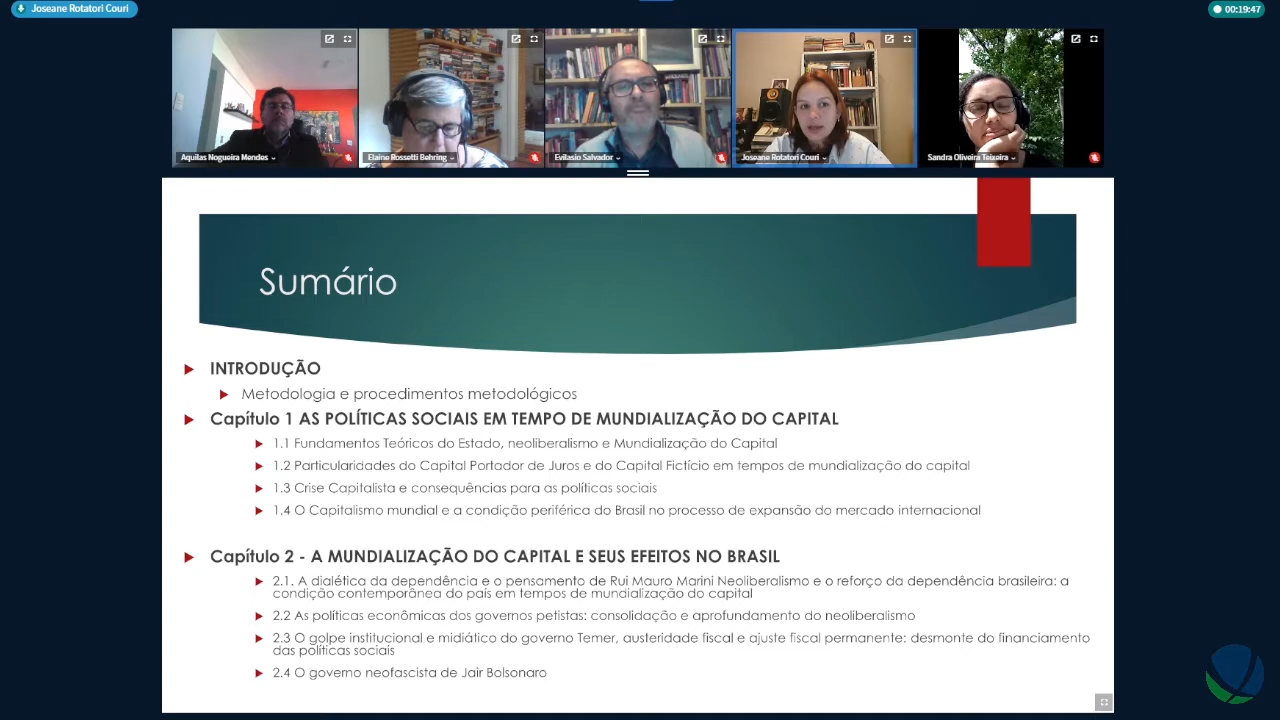 Joseane Rotatori Couri
00:19:47
Aquilas Nogueira Mendes
Elaine Rossetti Behring
Evilasio Salvador
Joseane Rotatori Couri
Sandra Oliveira Teixeira
Sumário
INTRODUÇÃO
Metodologia e procedimentos metodológicos
Capítulo 1 AS POLÍTICAS SOCIAIS EM TEMPO DE MUNDIALIZAÇÃO DO CAPITAL
1.1 Fundamentos Teóricos do Estado, neoliberalismo e Mundialização do Capital
1.2 Particularidades do Capital Portador de Juros e do Capital Fictício em tempos de mundialização do capital
1.3 Crise Capitalista e consequências para as políticas sociais
1.4 O Capitalismo mundial e a condição periférica do Brasil no processo de expansão do mercado internacional
Capítulo 2 - A MUNDIALIZAÇÃO DO CAPITAL E SEUS EFEITOS NO BRASIL
2.1. A dialética da dependência e o pensamento de Rui Mauro Marini Neoliberalismo e o reforço da dependência brasileira: a
condição contemporânea do país em tempos de mundialização do capital
2.2 As políticas econômicas dos governos petistas: consolidação e aprofundamento do neoliberalismo
2.3 O golpe institucional e midiático do governo Temer, austeridade fiscal e ajuste fiscal permanente: desmonte do financiamento
das políticas sociais
2.4 O governo neofascista de Jair Bolsonaro